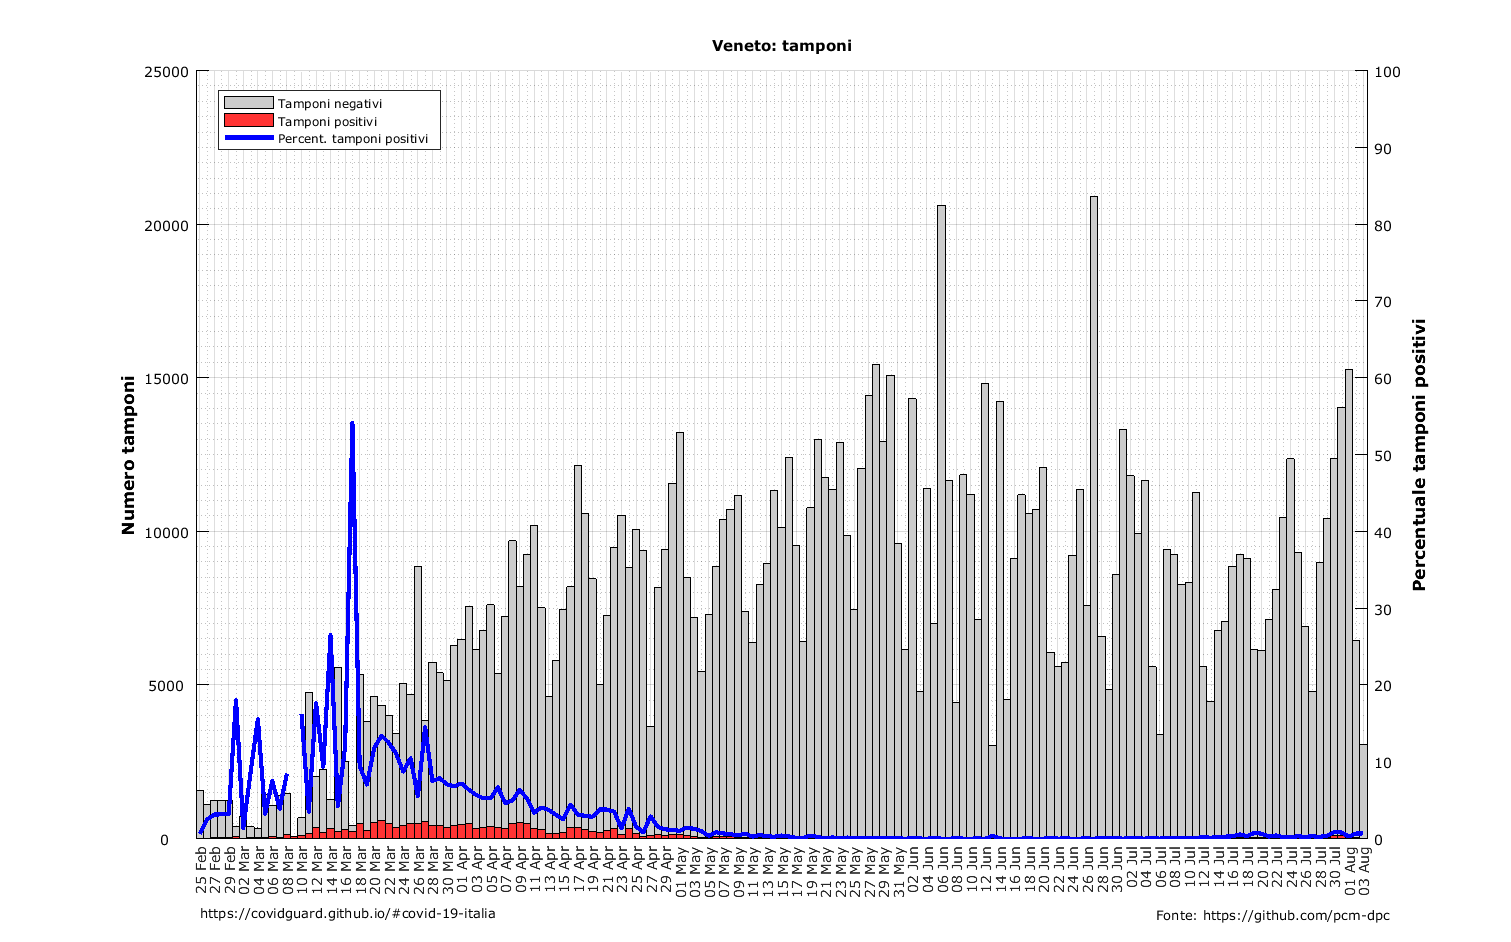 Veneto: tamponi
25000
20000
15000
10000
5000
0
Numero tamponi
Tamponi negativi
Tamponi positivi
Percent. tamponi positivi
100
90
80
70
60
50
40
30
20
10
0
Percentuale tamponi positivi
25 Feb
27 Feb
29 Feb
02 Mar
04 Mar
06 Mar
08 Mar
10 Mar
12 Mar
14 Mar
16 Mar
18 Mar
20 Mar
22 Mar
24 Mar
26 Mar
28 Mar
30 Mar
01 Apr
03 Apr
05 Apr
07 Apr
09 Apr
11 Apr
13 Apr
15 Apr
17 Apr
19 Apr
21 Apr
23 Apr
25 Apr
27 Apr
29 Apr
01 May
03 May
05 May
07 May
09 May
11 May
13 May
15 May
17 May
19 May
21 May
23 May
25 May
27 May
29 May
31 May
02 Jun
04 Jun
06 Jun
08 Jun
10 Jun
12 Jun
14 Jun
16 Jun
18 Jun
20 Jun
22 Jun
24 Jun
26 Jun
28 Jun
30 Jun
02 Jul
04 Jul
06 Jul
08 Jul
10 Jul
12 Jul
14 Jul
16 Jul
18 Jul
20 Jul
22 Jul
24 Jul
26 Jul
28 Jul
30 Jul
01 Aug
03 Aug
https://covidguard.github.io/#covid-19-italia
Fonte: https://github.com/pcm-dpc